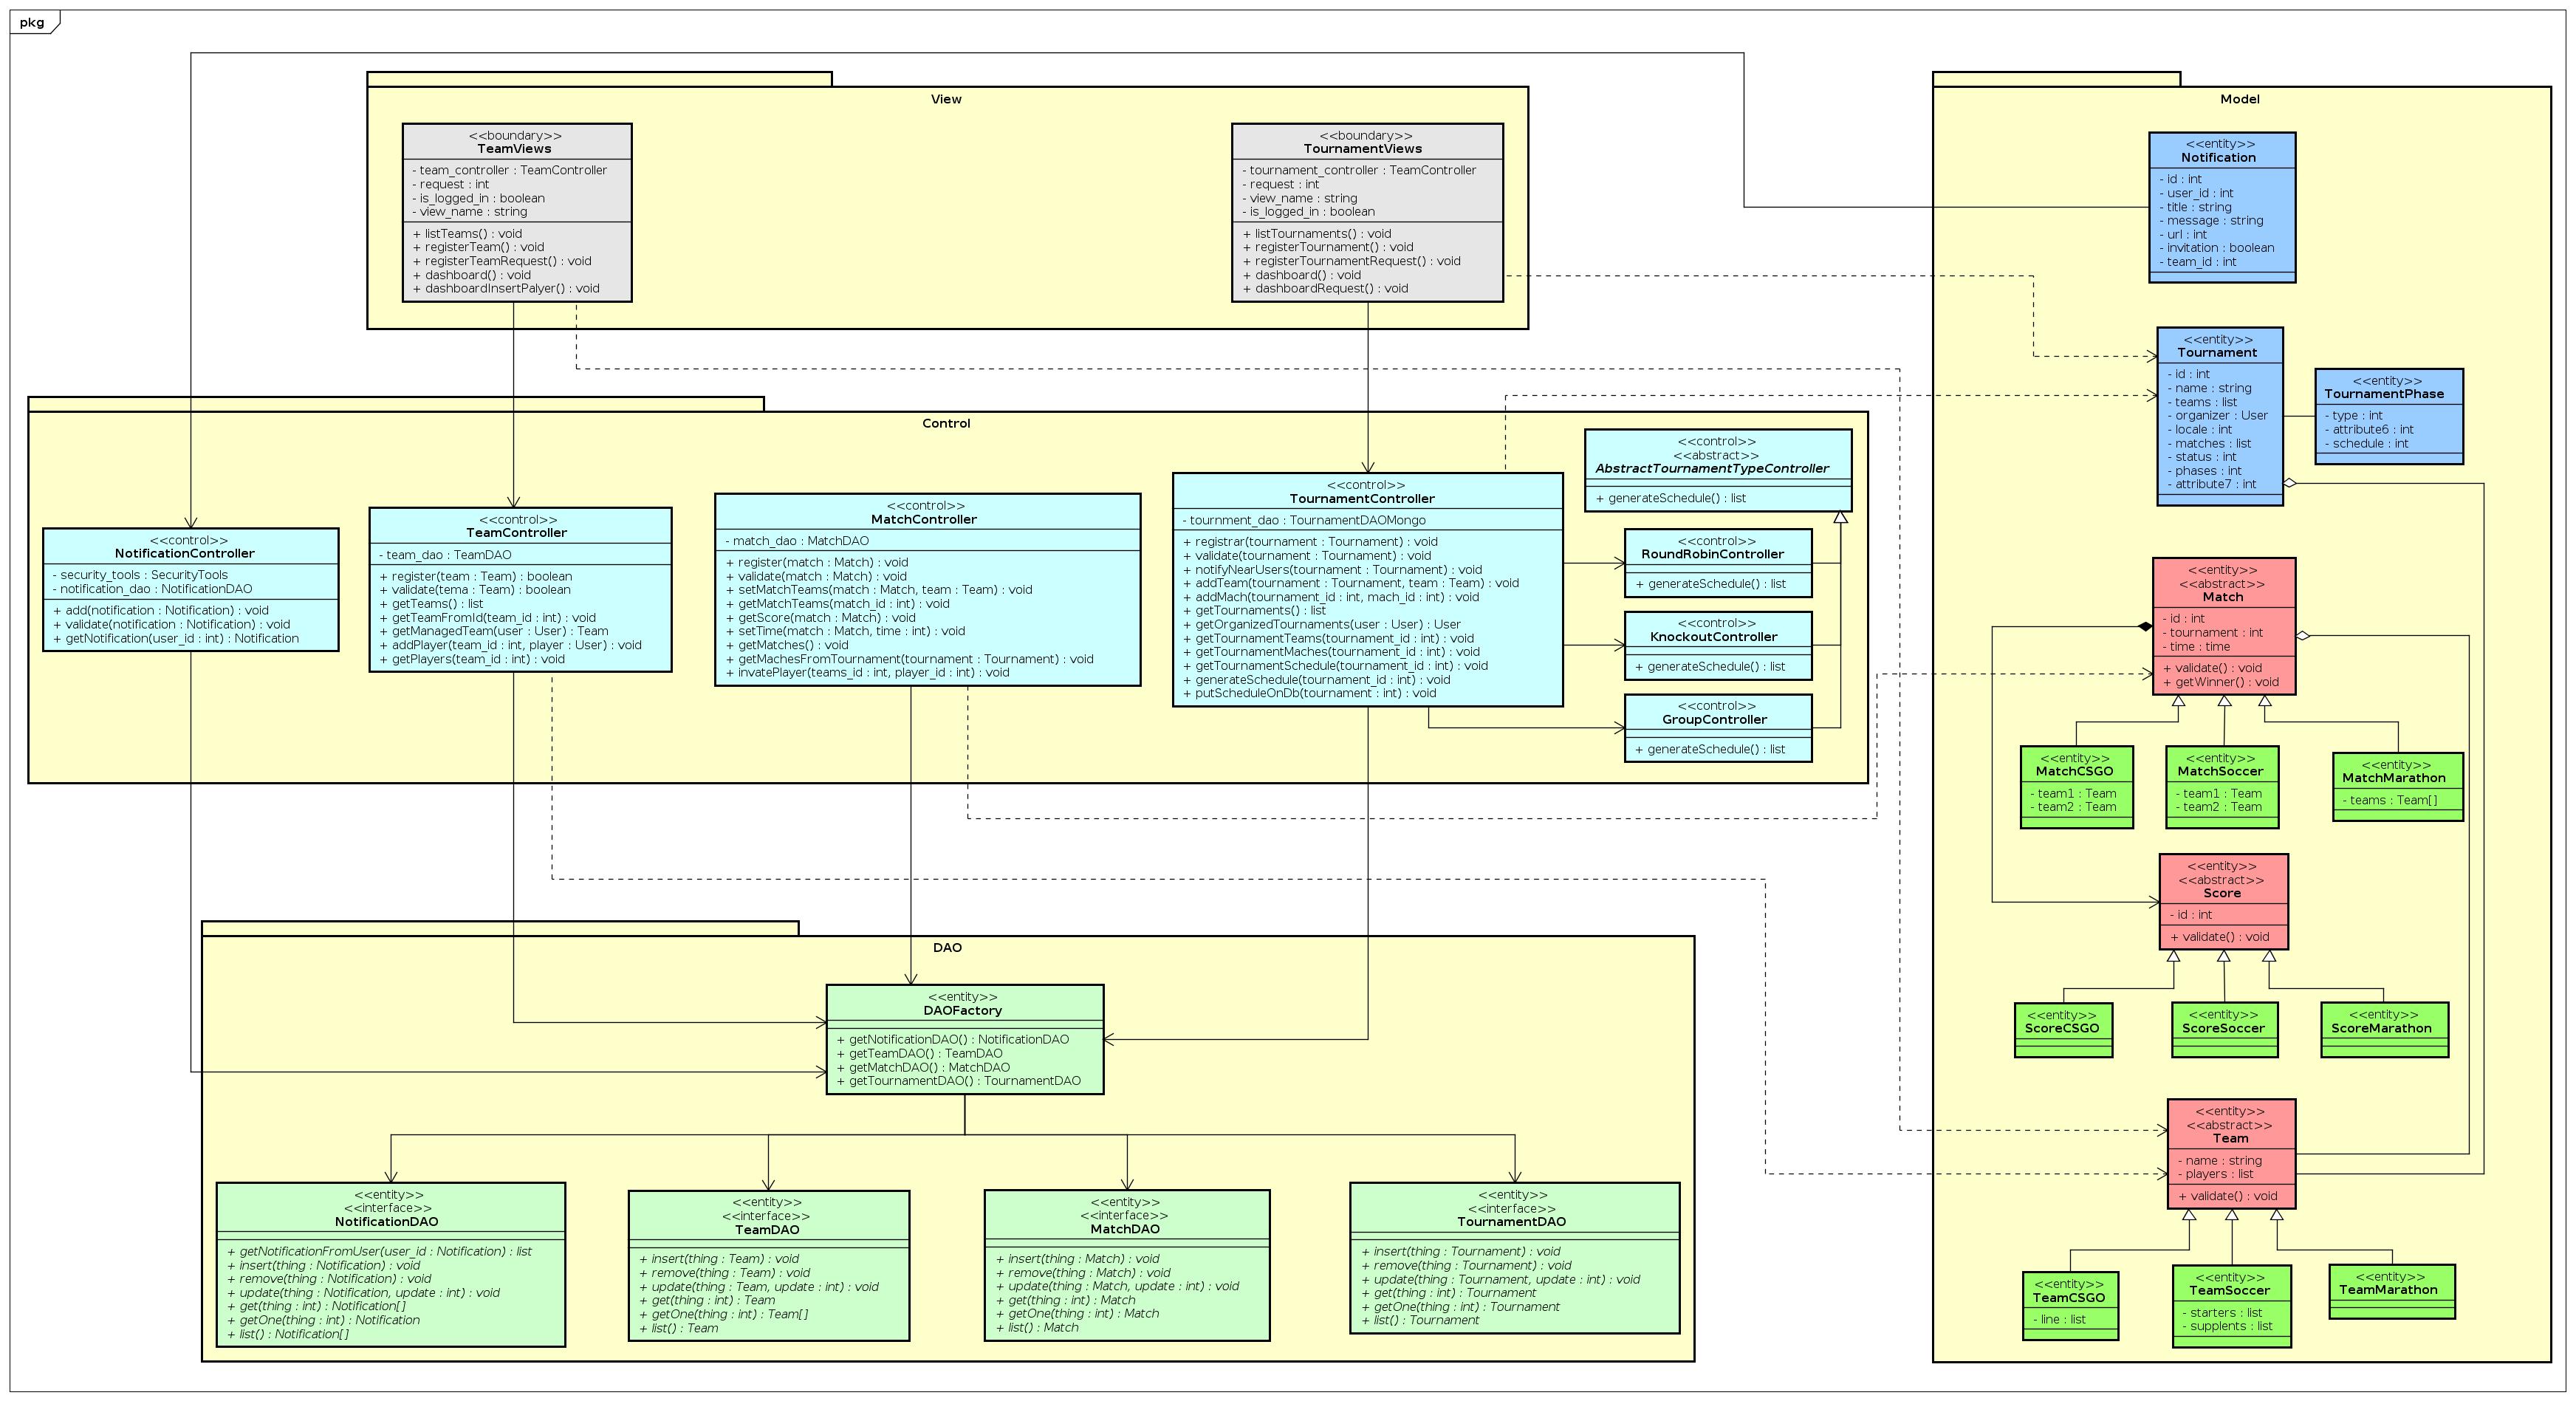 pkg
View
<<boundary>>
TeamViews
- team_controller : TeamController
- request : int
- is_logged_in : boolean
- view_name : string
+ listTeams() : void
+ registerTeam() : void
+ registerTeamRequest() : void
+ dashboard() : void
+ dashboardInsertPalyer() : void
<<boundary>>
TournamentViews
- tournament_controller : TeamController
- request : int
- view_name : string
- is_logged_in : boolean
+ listTournaments() : void
+ registerTournament() : void
+ registerTournamentRequest() : void
+ dashboard() : void
+ dashboardRequest() : void
Control
<<control>>
NotificationController
- security_tools : SecurityTools
- notification_dao : NotificationDAO
+ add(notification : Notification) : void
+ validate(notification : Notification) : void
+ getNotification(user_id : int) : Notification
<<control>>
TeamController
- team_dao : TeamDAO
+ register(team : Team) : boolean
+ validate(tema : Team) : boolean
+ getTeams() : list
+ getTeamFromId(team_id : int) : void
+ getManagedTeam(user : User) : Team
+ addPlayer(team_id : int, player : User) : void
+ getPlayers(team_id : int) : void
<<control>>
MatchController
- match_dao : MatchDAO
+ register(match : Match) : void
+ validate(match : Match) : void
+ setMatchTeams(match : Match, team : Team) : void
+ getMatchTeams(match_id : int) : void
+ getScore(match : Match) : void
+ setTime(match : Match, time : int) : void
+ getMatches() : void
+ getMachesFromTournament(tournament : Tournament) : void
+ invatePlayer(teams_id : int, player_id : int) : void
<<control>>
TournamentController
- tournment_dao : TournamentDAOMongo
+ registrar(tournament : Tournament) : void
+ validate(tournament : Tournament) : void
+ notifyNearUsers(tournament : Tournament) : void
+ addTeam(tournament : Tournament, team : Team) : void
+ addMach(tournament_id : int, mach_id : int) : void
+ getTournaments() : list
+ getOrganizedTournaments(user : User) : User
+ getTournamentTeams(tournament_id : int) : void
+ getTournamentMaches(tournament_id : int) : void
+ getTournamentSchedule(tournament_id : int) : void
+ generateSchedule(tournament_id : int) : void
+ putScheduleOnDb(tournament : int) : void
<<control>>
<<abstract>>
AbstractTournamentTypeController
+ generateSchedule() : list
<<control>>
RoundRobinController
+ generateSchedule() : list
<<control>>
KnockoutController
+ generateSchedule() : list
<<control>>
GroupController
+ generateSchedule() : list
DAO
<<entity>>
DAOFactory
+ getNotificationDAO() : NotificationDAO
+ getTeamDAO() : TeamDAO
+ getMatchDAO() : MatchDAO
+ getTournamentDAO() : TournamentDAO
<<entity>>
<<interface>>
NotificationDAO
+ getNotificationFromUser(user_id : Notification) : list
+ insert(thing : Notification) : void
+ remove(thing : Notification) : void
+ update(thing : Notification, update : int) : void
+ get(thing : int) : Notification[]
+ getOne(thing : int) : Notification
+ list() : Notification[]
<<entity>>
<<interface>>
TeamDAO
+ insert(thing : Team) : void
+ remove(thing : Team) : void
+ update(thing : Team, update : int) : void
+ get(thing : int) : Team
+ getOne(thing : int) : Team[]
+ list() : Team
<<entity>>
<<interface>>
MatchDAO
+ insert(thing : Match) : void
+ remove(thing : Match) : void
+ update(thing : Match, update : int) : void
+ get(thing : int) : Match
+ getOne(thing : int) : Match
+ list() : Match
<<entity>>
<<interface>>
TournamentDAO
+ insert(thing : Tournament) : void
+ remove(thing : Tournament) : void
+ update(thing : Tournament, update : int) : void
+ get(thing : int) : Tournament
+ getOne(thing : int) : Tournament
+ list() : Tournament
Model
<<entity>>
Notification
- id : int
- user_id : int
- title : string
- message : string
- url : int
- invitation : boolean
- team_id : int
<<entity>>
Tournament
- id : int
- name : string
- teams : list
- organizer : User
- locale : int
- matches : list
- status : int
- phases : int
- attribute7 : int
<<entity>>
TournamentPhase
- type : int
- attribute6 : int
- schedule : int
<<entity>>
<<abstract>>
Match
- id : int
- tournament : int
- time : time
+ validate() : void
+ getWinner() : void
<<entity>>
MatchCSGO
- team1 : Team
- team2 : Team
<<entity>>
MatchSoccer
- team1 : Team
- team2 : Team
<<entity>>
MatchMarathon
- teams : Team[]
<<entity>>
<<abstract>>
Score
- id : int
+ validate() : void
<<entity>>
ScoreCSGO
<<entity>>
ScoreSoccer
<<entity>>
ScoreMarathon
<<entity>>
<<abstract>>
Team
- name : string
- players : list
+ validate() : void
<<entity>>
TeamCSGO
- line : list
<<entity>>
TeamSoccer
- starters : list
- supplents : list
<<entity>>
TeamMarathon